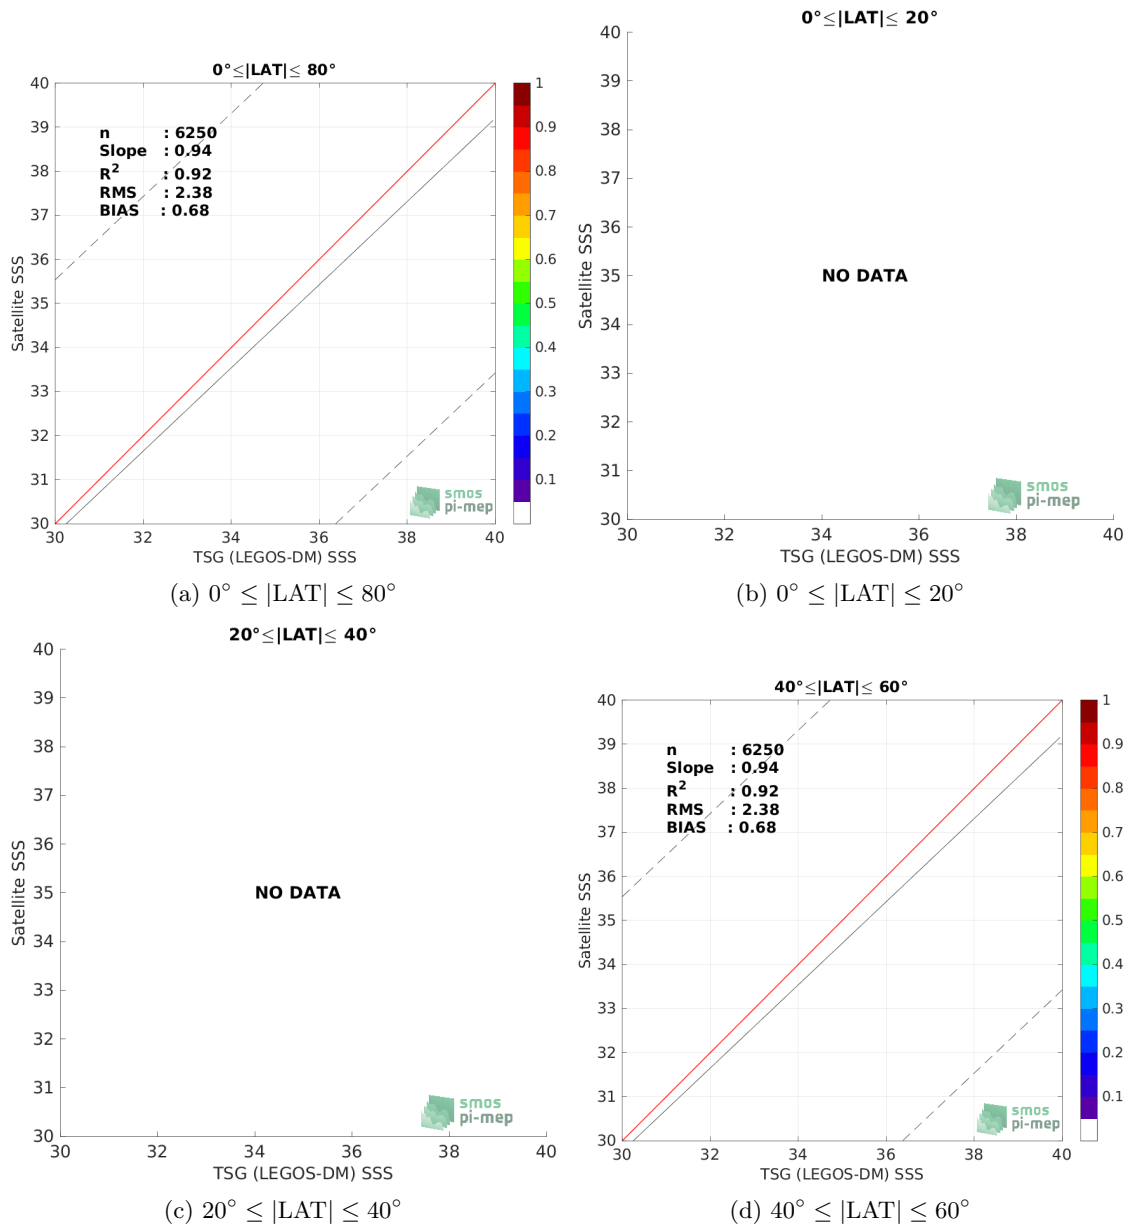 0°≤|LAT|≤ 80°
40
39
38
37
36
35
34
33
32
31
30
Satellite SSS
n : 6250
Slope : 0.94
R² : 0.92
RMS : 2.38
BIAS : 0.68
smos
pi-mep
30 32 34 36 38 40
TSG (LEGOS-DM) SSS
1
0.9
0.8
0.7
0.6
0.5
0.4
0.3
0.2
0.1
(a) 0° ≤ |LAT| ≤ 80°
0°≤|LAT|≤ 20°
40
39
38
37
36
35
34
33
32
31
30
Satellite SSS
NO DATA
smos
pi-mep
30 32 34 36 38 40
TSG (LEGOS-DM) SSS
(b) 0° ≤ |LAT| ≤ 20°
20°≤|LAT|≤ 40°
40
39
38
37
36
35
34
33
32
31
30
Satellite SSS
NO DATA
smos
pi-mep
30 32 34 36 38 40
TSG (LEGOS-DM) SSS
(c) 20° ≤ |LAT| ≤ 40°
40°≤|LAT|≤ 60°
40
39
38
37
36
35
34
33
32
31
30
Satellite SSS
n : 6250
Slope : 0.94
R² : 0.92
RMS : 2.38
BIAS : 0.68
smos
pi-mep
30 32 34 36 38 40
TSG (LEGOS-DM) SSS
1
0.9
0.8
0.7
0.6
0.5
0.4
0.3
0.2
0.1
(d) 40° ≤ |LAT| ≤ 60°